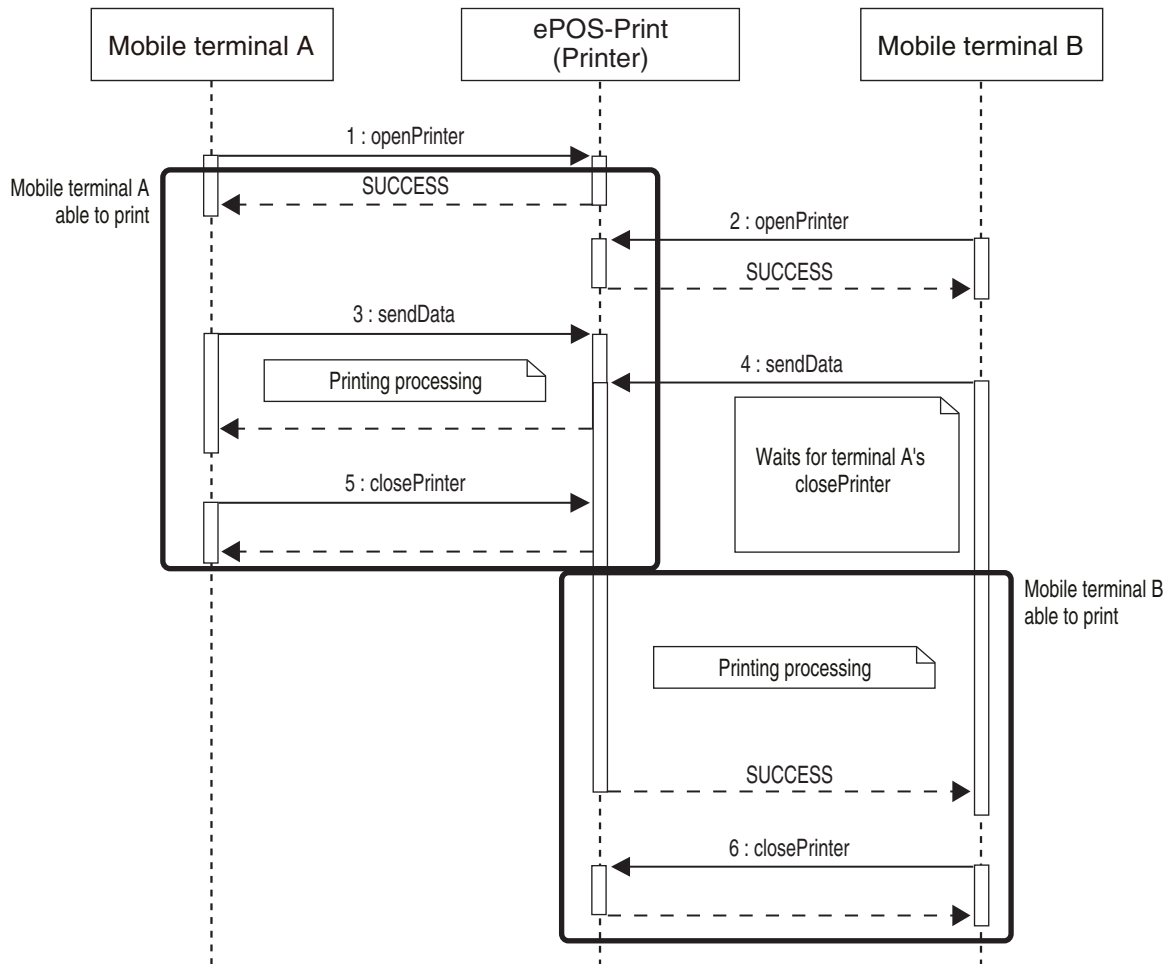 Mobile terminal A
ePOS-Print
(Printer)
Mobile terminal B
1 : openPrinter
Mobile terminal A
able to print
SUCCESS
2 : openPrinter
SUCCESS
3 : sendData
Printing processing
4 : sendData
Waits for terminal A's
closePrinter
5 : closePrinter
Mobile terminal B
able to print
Printing processing
SUCCESS
6 : closePrinter